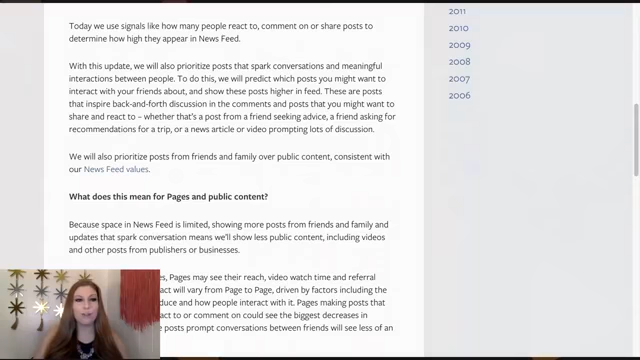 Today we use signals like how many people react to, comment on or share posts to
determine how high they appear in News Feed.
With this update, we will also prioritize posts that spark conversations and meaningful
interactions between people. To do this, we will predict which posts you might want to
interact with your friends about, and show these posts higher in feed. These are posts
that inspire back-and-forth discussion in the comments and posts that you might want to
share and react to – whether that's a post from a friend seeking advice, a friend asking for
recommendations for a trip, or a news article or video prompting lots of discussion.
We will also prioritize posts from friends and family over public content, consistent with
our News Feed values.
What does this mean for Pages and public content?
Because space in News Feed is limited, showing more posts from friends and family and
updates that spark conversation means we'll show less public content, including videos
and other posts from publishers or businesses.
es, Pages may see their reach, video watch time and referral
act will vary from Page to Page, driven by factors including the
duce and how people interact with it. Pages making posts that
act to or comment on could see the biggest decreases in
e posts prompt conversations between friends will see less of an
2011
2010
2009
2008
2007
2006